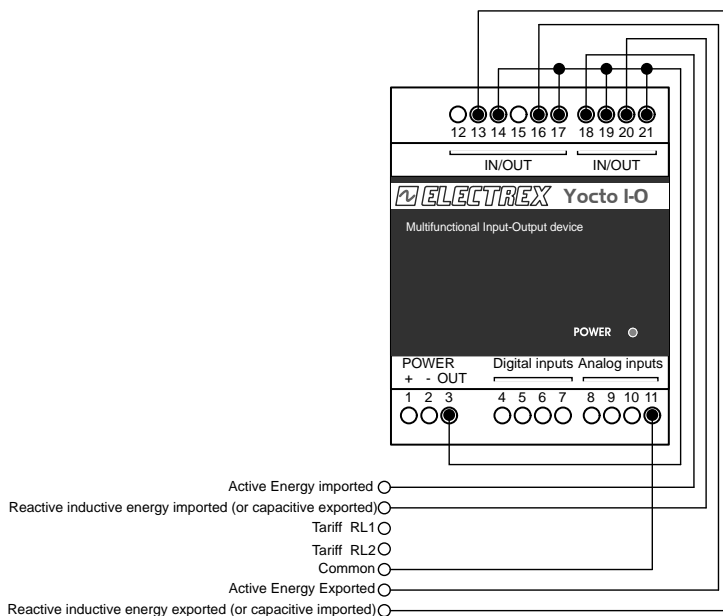 12 13 14 15 16 17 18 19 20 21
IN/OUT IN/OUT
ELECTREX Yocto I-O
Multifunctional Input-Output device
POWER
POWER Digital inputs Analog inputs
+ - OUT
1 2 3 4 5 6 7 8 9 10 11
Active Energy imported
Reactive inductive energy imported (or capacitive exported)
Tariff RL1
Tariff RL2
Common
Active Energy Exported
Reactive inductive energy exported (or capacitive imported)